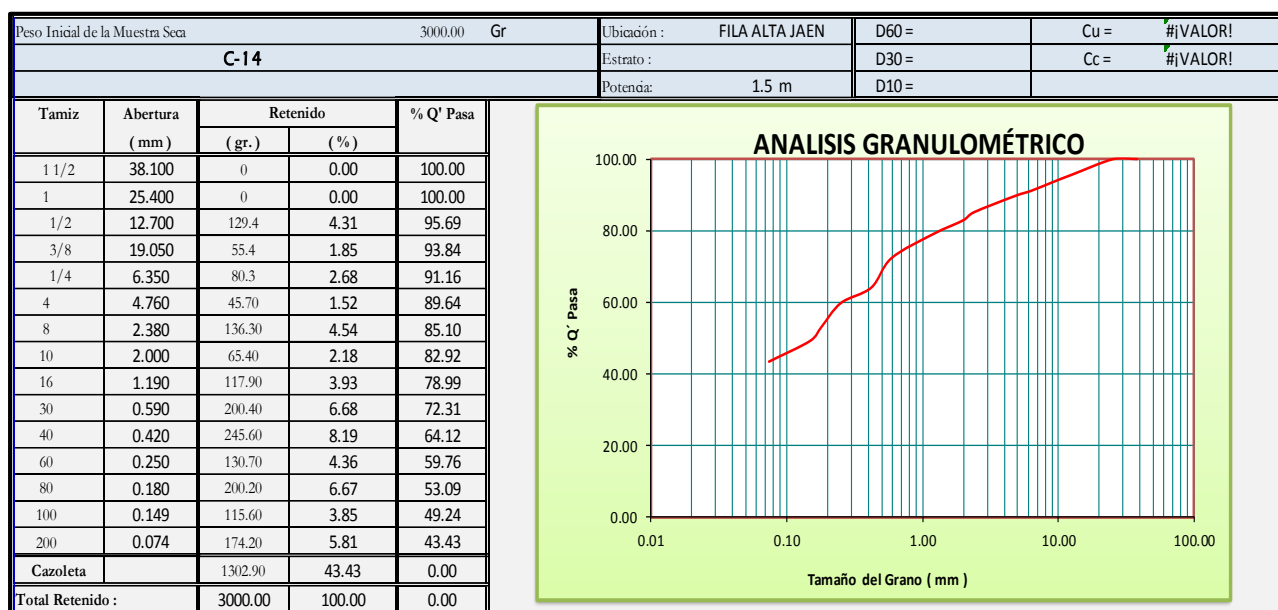 Peso Inicial de la Muestra Seca 3000.00 Gr Ubicación : FILA ALTA JAEN D60 = Cu = #¡VALOR!
C-14 Estrato : D30 = Cc = #¡VALOR!
Potencia: 1.5 m D10 =
Tamiz Abertura Retenido % Q' Pasa
( mm ) ( gr. ) ( % )
1 1/2 38.100 0 0.00 100.00
1 25.400 0 0.00 100.00
1/2 12.700 129.4 4.31 95.69
3/8 19.050 55.4 1.85 93.84
1/4 6.350 80.3 2.68 91.16
4 4.760 45.70 1.52 89.64
8 2.380 136.30 4.54 85.10
10 2.000 65.40 2.18 82.92
16 1.190 117.90 3.93 78.99
30 0.590 200.40 6.68 72.31
40 0.420 245.60 8.19 64.12
60 0.250 130.70 4.36 59.76
80 0.180 200.20 6.67 53.09
100 0.149 115.60 3.85 49.24
200 0.074 174.20 5.81 43.43
Cazoleta 1302.90 43.43 0.00
Total Retenido : 3000.00 100.00 0.00
ANALISIS GRANULOMÉTRICO
100.00
80.00
60.00
40.00
20.00
0.00
% Q´ Pasa
0.01 0.10 1.00 10.00 100.00
Tamaño del Grano ( mm )